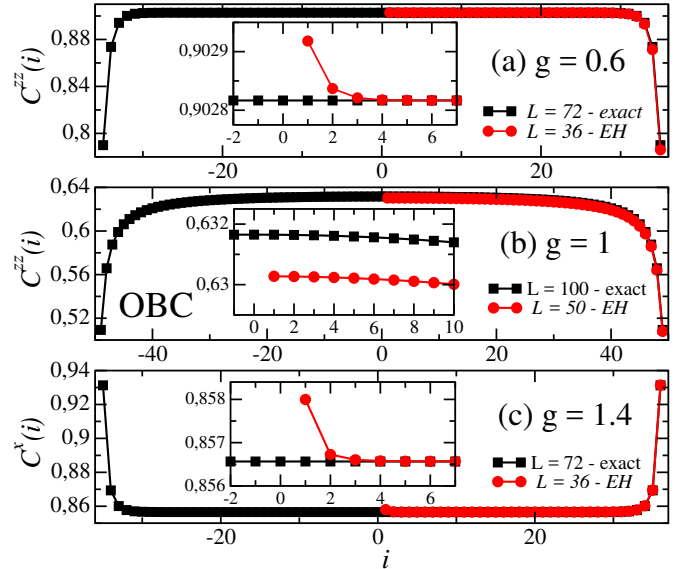 0,88
0,84
0,8
C^{zz}(i)
0,9029
0,9028
-2 0 2 4 6
(a) g = 0.6
L = 72 - exact
L = 36 - EH
-20 0 20
0,64
0,60
0,56
0,52
C^{zz}(i)
0,632
0,63
0 2 4 6 8 10
(b) g = 1
OBC
L = 100 - exact
L = 50 - EH
-40 -20 0 20 40
0,94
0,92
0,9
0,88
0,86
C^{x}(i)
0,858
0,857
0,856
-2 0 2 4 6
(c) g = 1.4
L = 72 - exact
L = 36 - EH
-20 0 20
i